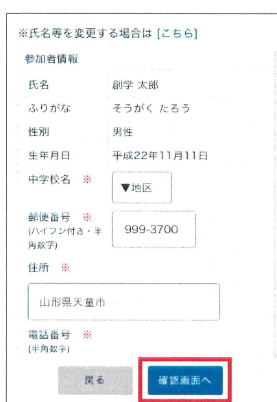 ※氏名等を変更する場合は [こちら]
参加者情報
氏名 創学 太郎
ふりがな そうがく たろう
性別 男性
生年月日 平成22年11月11日
中学校名 ※ ▼地区
郵便番号 ※ 999-3700
(ハイフン付き・半
角数字)
住所 ※
山形県天童市
電話番号 ※
(半角数字)
戻る 確認画面へ